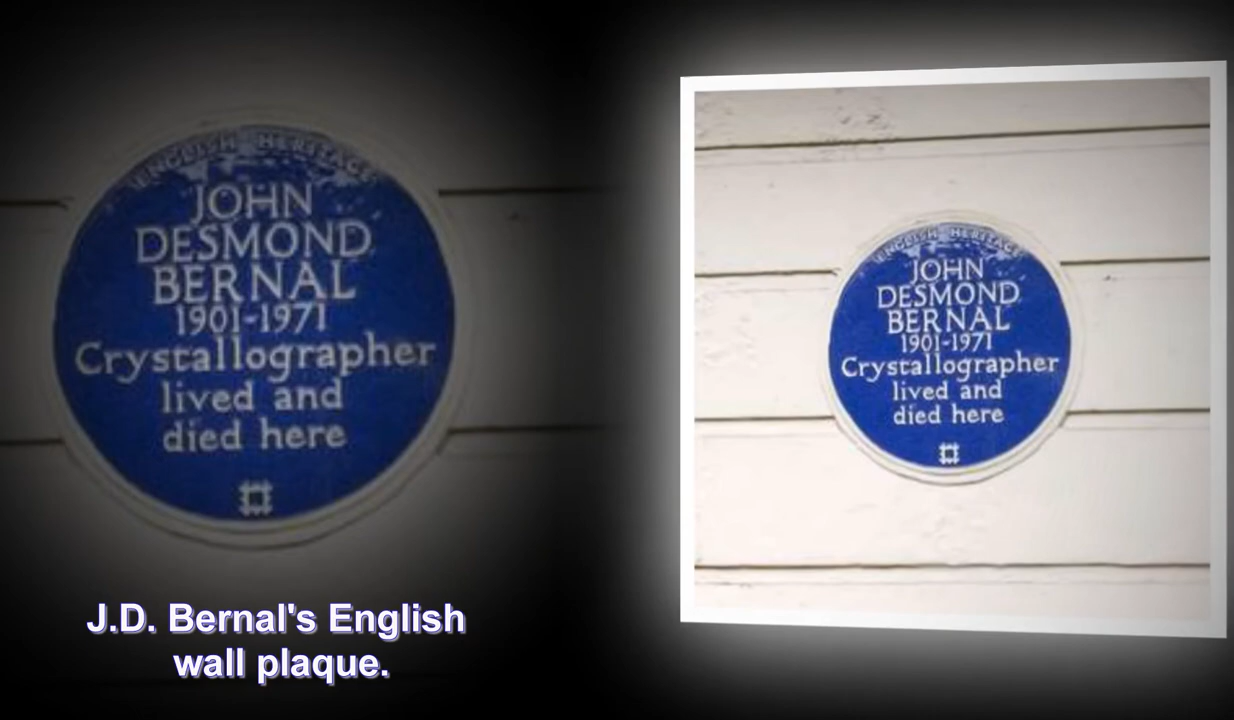 ENGLISH HERITAGE
JOHN
DESMOND
BERNAL
1901-1971
Crystallographer
lived and
died here
J.D. Bernal's English
wall plaque.
ENGLISH HERITAGE
JOHN
DESMOND
BERNAL
1901-1971
Crystallographer
lived and
died here